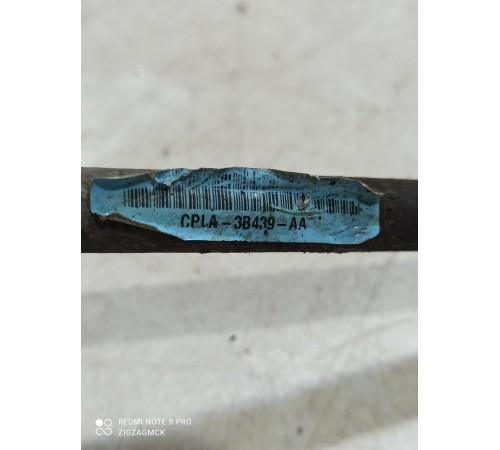 CPLA-3B439-AA
REDMI NOTE 8 PRO
ZIGZAGMCK